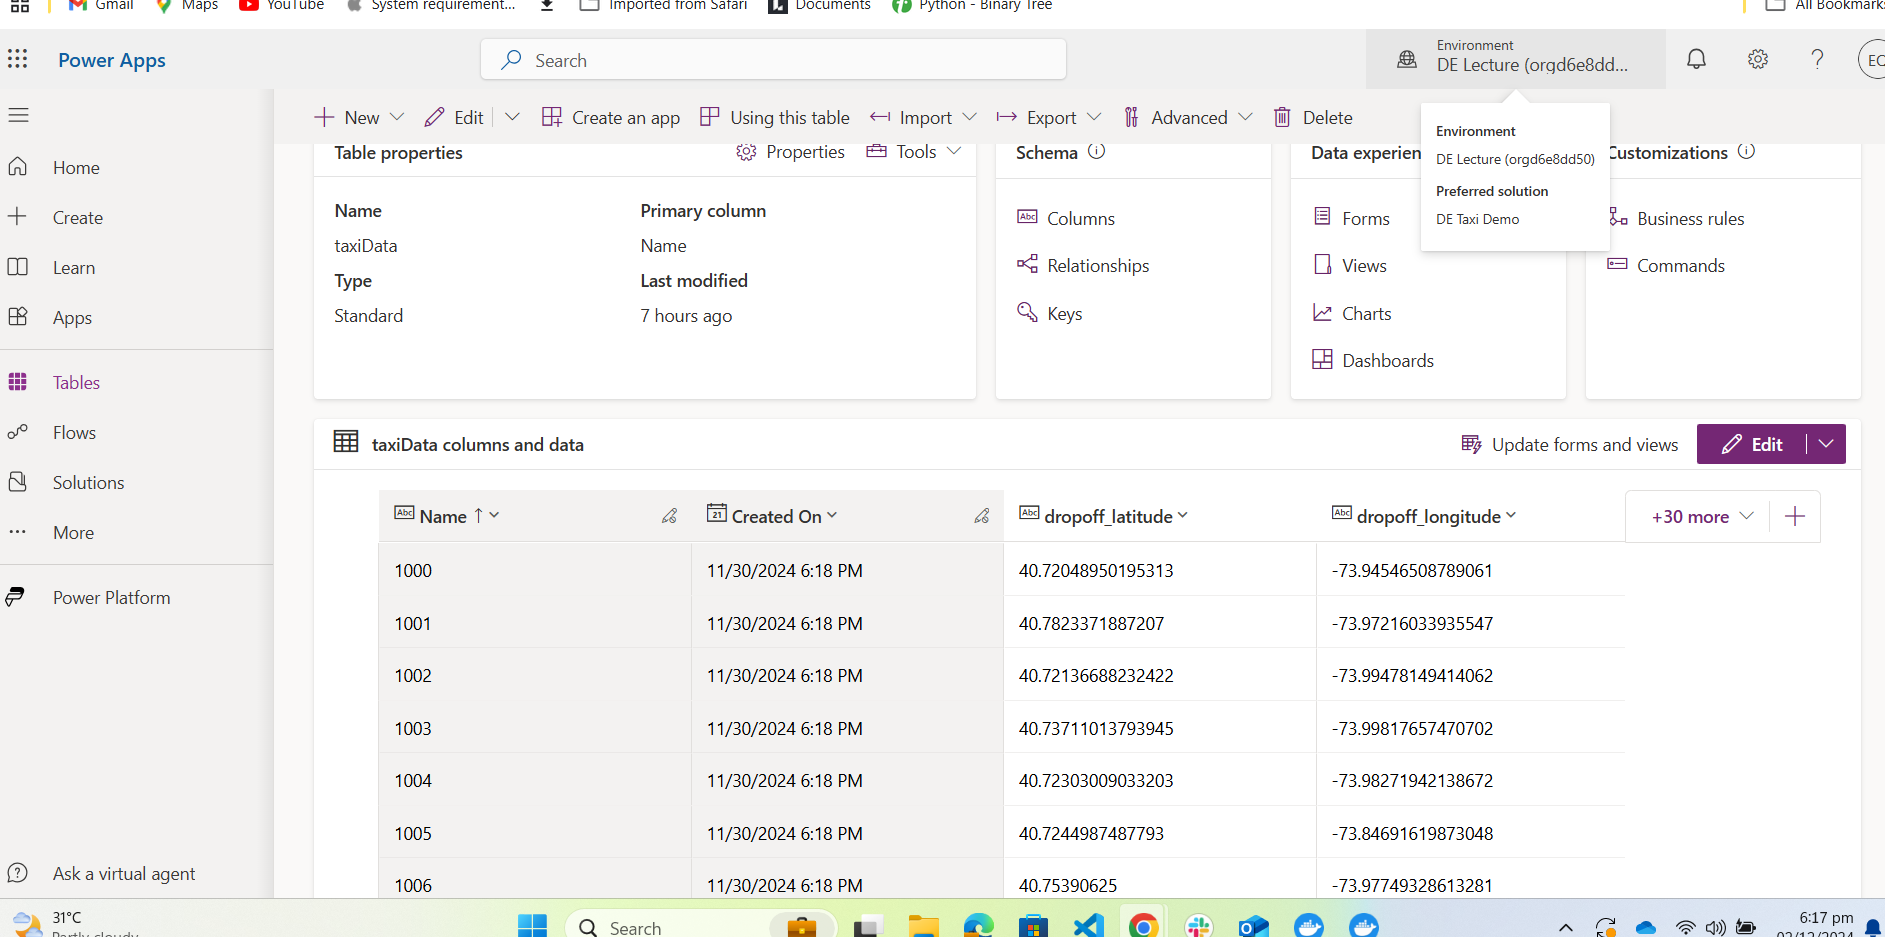 Gmail Maps YouTube System requirement... Imported from Safari Documents Python - Binary Tree All Bookmarks
Power Apps
Search
Environment
DE Lecture (orgd6e8dd...
EC
New Edit Create an app Using this table Import Export Advanced Delete
Environment
DE Lecture (orgd6e8dd50)
Preferred solution
DE Taxi Demo
Home
Create
Learn
Apps
Tables
Flows
Solutions
More
Power Platform
Ask a virtual agent
Table properties Properties Tools
Name Primary column
taxiData Name
Type Last modified
Standard 7 hours ago
Schema
Columns
Relationships
Keys
Data experien
Forms
Views
Charts
Dashboards
Customizations
Business rules
Commands
taxiData columns and data Update forms and views Edit
Abc Name ↑ 21 Created On Abc dropoff_latitude Abc dropoff_longitude +30 more
1000 11/30/2024 6:18 PM 40.72048950195313 -73.94546508789061
1001 11/30/2024 6:18 PM 40.7823371887207 -73.97216033935547
1002 11/30/2024 6:18 PM 40.72136688232422 -73.99478149414062
1003 11/30/2024 6:18 PM 40.73711013793945 -73.99817657470702
1004 11/30/2024 6:18 PM 40.72303009033203 -73.98271942138672
1005 11/30/2024 6:18 PM 40.7244987487793 -73.84691619873048
1006 11/30/2024 6:18 PM 40.75390625 -73.97749328613281
31°C
Partly cloudy
Search
6:17 pm
02/12/2024